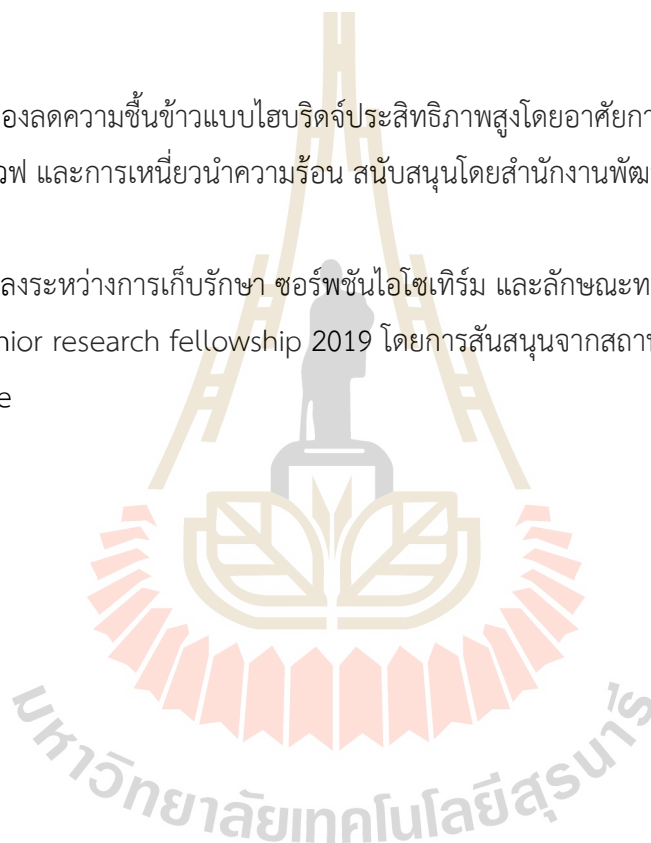 องลดความชื้นข้าวแบบไฮบริดจ์ประสิทธิภาพสูงโดยอาศัยกา
วฟ และการเหนี่ยวนำความร้อน สนับสนุนโดยสำนักงานพัฒ
ลงระหว่างการเก็บรักษา ซอร์พชันไอโซเทิร์ม และลักษณะท
nior research fellowship 2019 โดยการสันสนุนจากสถา
e
มหาวิทยาลัยเทคโนโลยีสุรนารี